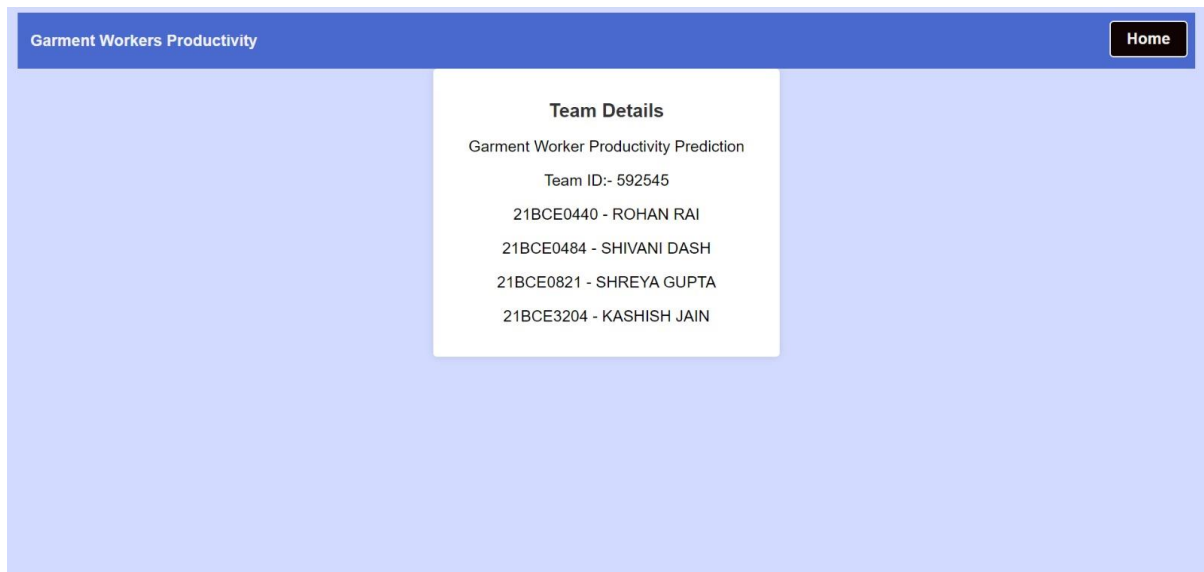 Garment Workers Productivity
Home
Team Details
Garment Worker Productivity Prediction
Team ID:- 592545
21BCE0440 - ROHAN RAI
21BCE0484 - SHIVANI DASH
21BCE0821 - SHREYA GUPTA
21BCE3204 - KASHISH JAIN